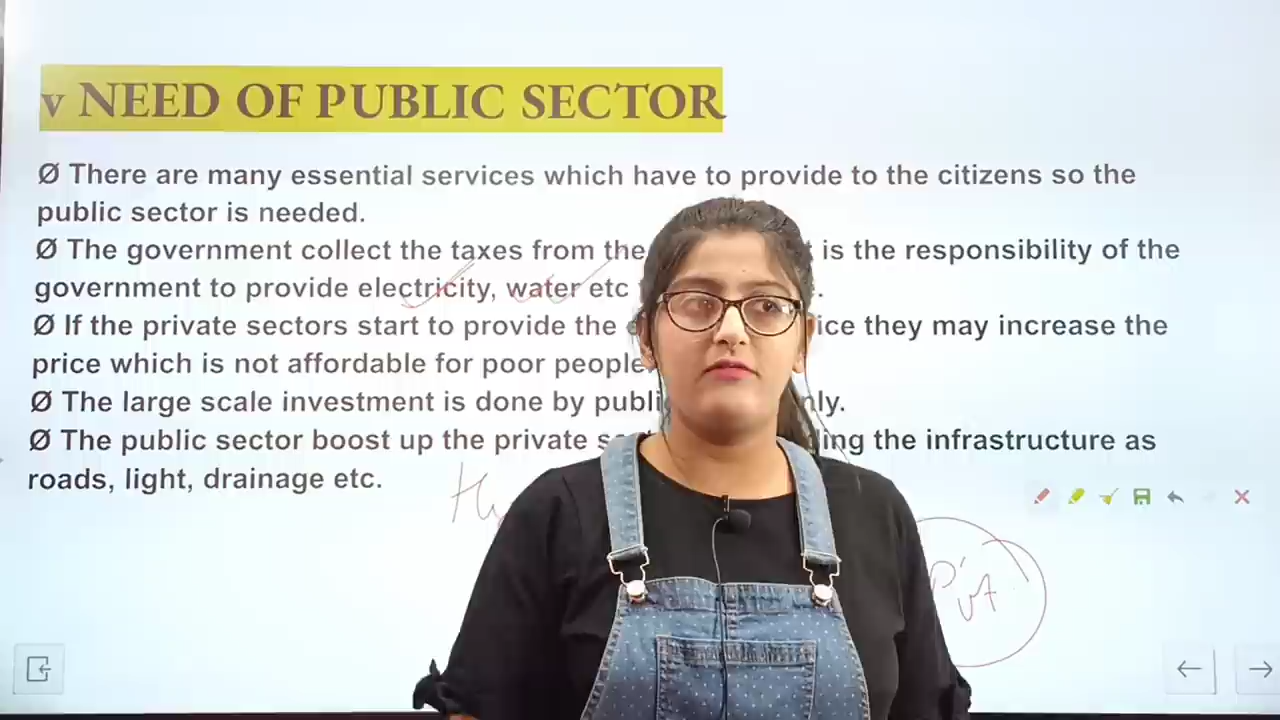 v NEED OF PUBLIC SECTOR
Ø There are many essential services which have to provide to the citizens so the
public sector is needed.
Ø The government collect the taxes from the is the responsibility of the
government to provide electricity, water etc
Ø If the private sectors start to provide the they may increase the
price which is not affordable for poor people
Ø The large scale investment is done by
Ø The public sector boost up the private the infrastructure as
roads, light, drainage etc.